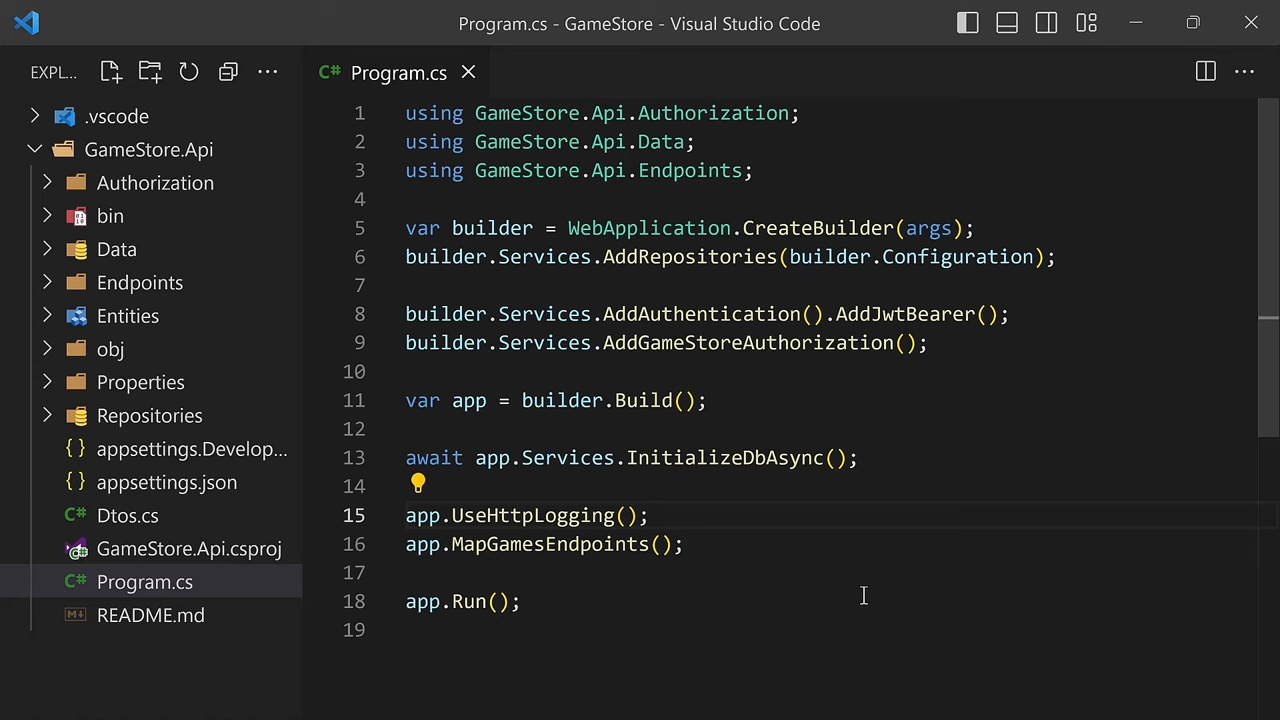 Program.cs - GameStore - Visual Studio Code
EXPL...
Program.cs
.vscode
GameStore.Api
Authorization
bin
Data
Endpoints
Entities
obj
Properties
Repositories
appsettings.Develop...
appsettings.json
Dtos.cs
GameStore.Api.csproj
Program.cs
README.md
1 using GameStore.Api.Authorization;
2 using GameStore.Api.Data;
3 using GameStore.Api.Endpoints;
4
5 var builder = WebApplication.CreateBuilder(args);
6 builder.Services.AddRepositories(builder.Configuration);
7
8 builder.Services.AddAuthentication().AddJwtBearer();
9 builder.Services.AddGameStoreAuthorization();
10
11 var app = builder.Build();
12
13 await app.Services.InitializeDbAsync();
14
15 app.UseHttpLogging();
16 app.MapGamesEndpoints();
17
18 app.Run();
19